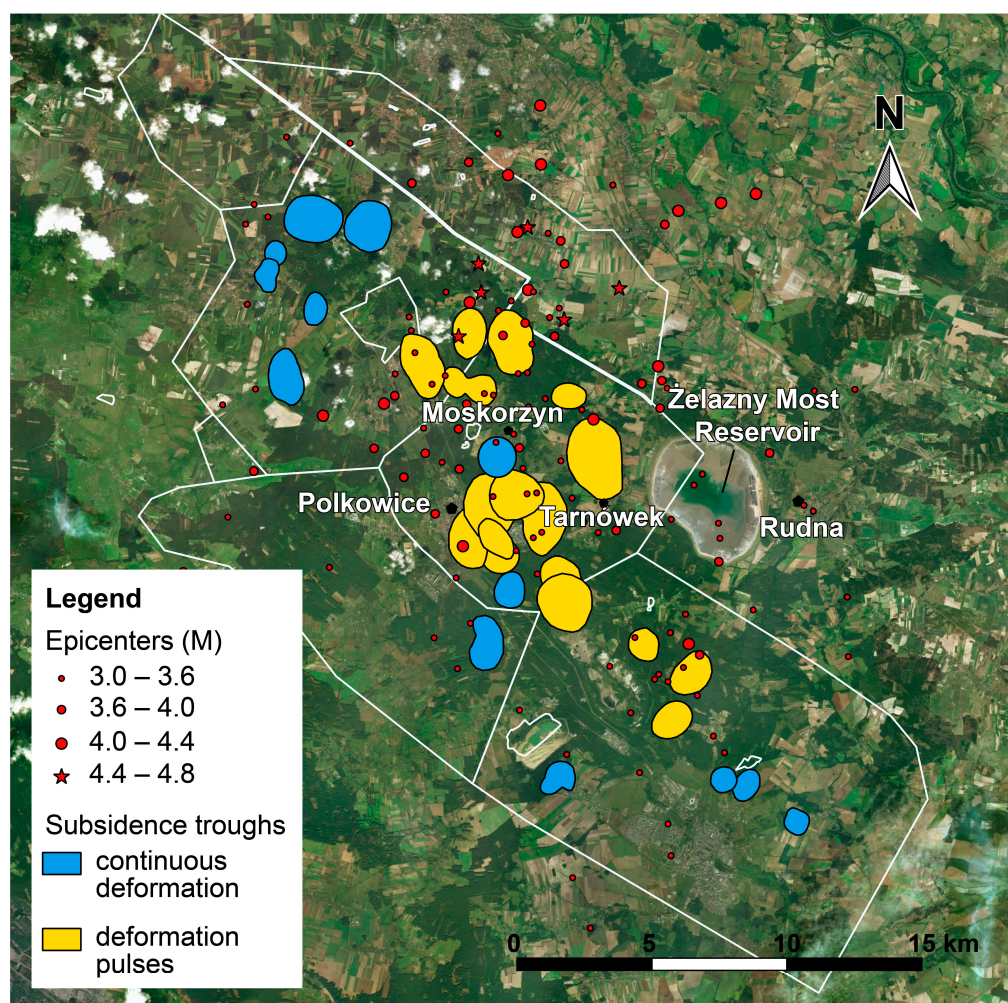 N
Moskorzyn
Żelazny Most
Reservoir
Polkowice
Tarnówek
Rudna
Legend
Epicenters (M)
3.0 – 3.6
3.6 – 4.0
4.0 – 4.4
4.4 – 4.8
Subsidence troughs
continuous
deformation
deformation
pulses
0 5 10 15 km